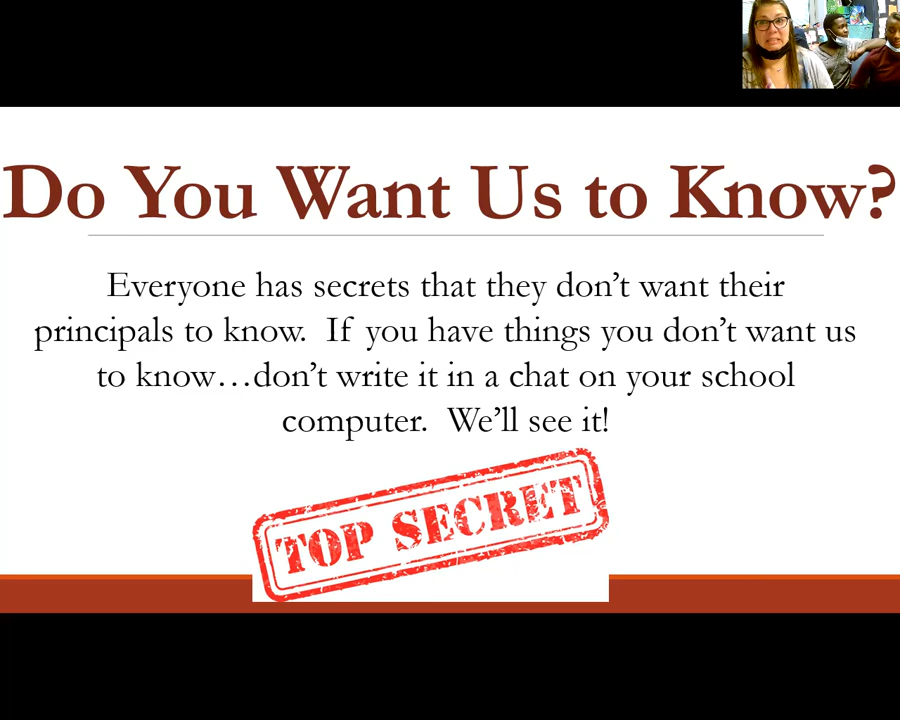 Do You Want Us to Know?
Everyone has secrets that they don’t want their
principals to know.  If you have things you don’t want us
to know…don’t write it in a chat on your school
computer.  We’ll see it!
TOP SECRET